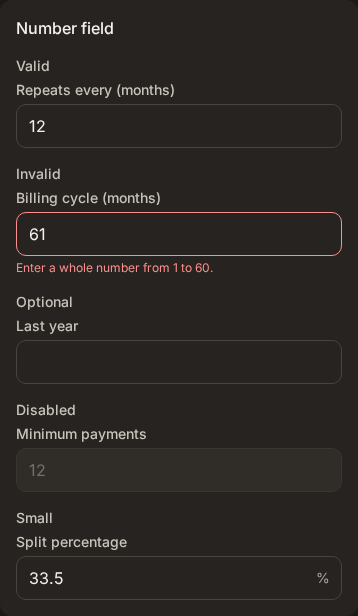 Number field
Valid
Repeats every (months)
12
Invalid
Billing cycle (months)
61
Enter a whole number from 1 to 60.
Optional
Last year
Disabled
Minimum payments
12
Small
Split percentage
33.5 %